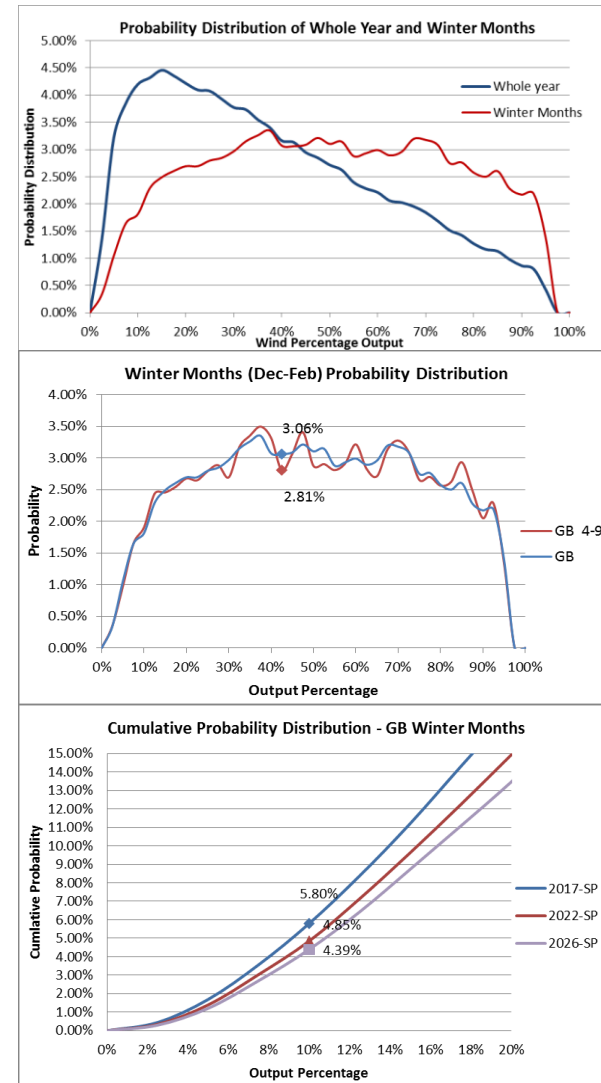 Probability Distribution of Whole Year and Winter Months
5.00%
4.50%
4.00%
3.50%
3.00%
2.50%
2.00%
1.50%
1.00%
0.50%
0.00%
Probability Distribution
Whole year
Winter Months
0% 10% 20% 30% 40% 50% 60% 70% 80% 90% 100%
Wind Percentage Output
Winter Months (Dec-Feb) Probability Distribution
4.00%
3.50%
3.00%
2.50%
2.00%
1.50%
1.00%
0.50%
0.00%
Probability
3.06%
2.81%
GB 4-9
GB
0% 10% 20% 30% 40% 50% 60% 70% 80% 90% 100%
Output Percentage
Cumulative Probability Distribution - GB Winter Months
15.00%
14.00%
13.00%
12.00%
11.00%
10.00%
9.00%
8.00%
7.00%
6.00%
5.00%
4.00%
3.00%
2.00%
1.00%
0.00%
Cumulative Probability
5.80%
4.85%
4.39%
2017-SP
2022-SP
2026-SP
0% 2% 4% 6% 8% 10% 12% 14% 16% 18% 20%
Output Percentage